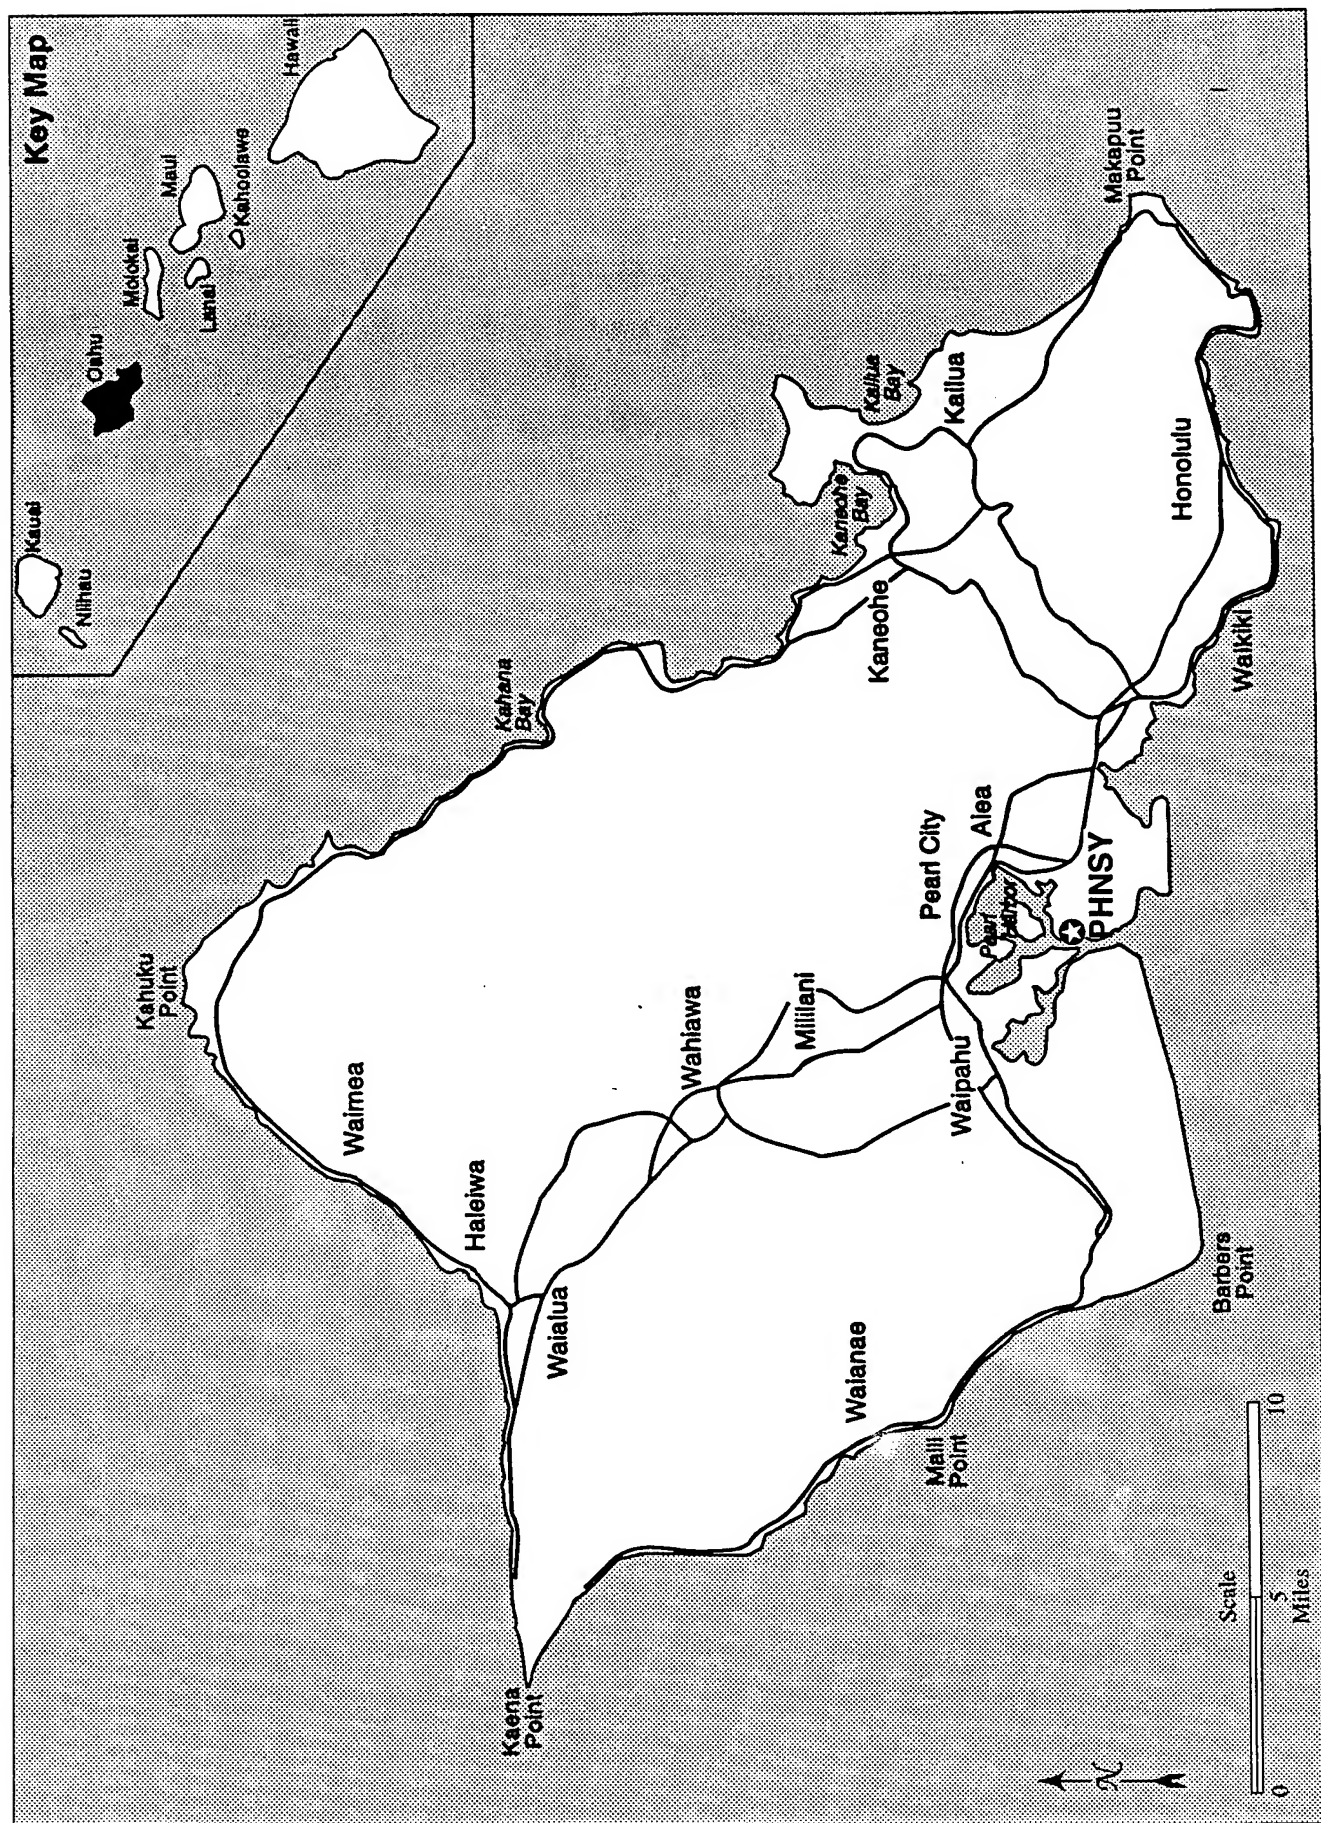 Key Map
Kauai
Niihau
Oahu
Molokai
Lanai
Maui
Kahoolawe
Hawaii
Kahuku
Point
Waimea
Haleiwa
Kaena
Point
Waialua
Kahana
Bay
Wahiawa
Mililani
Waianae
Maili
Point
Waipahu
Pearl City
Aiea
Pearl
Harbor
PHNSY
Kaneohe
Kaneohe
Bay
Kailua
Bay
Kailua
Honolulu
Waikiki
Makapuu
Point
Barbers
Point
N
Scale
0
5
10
Miles